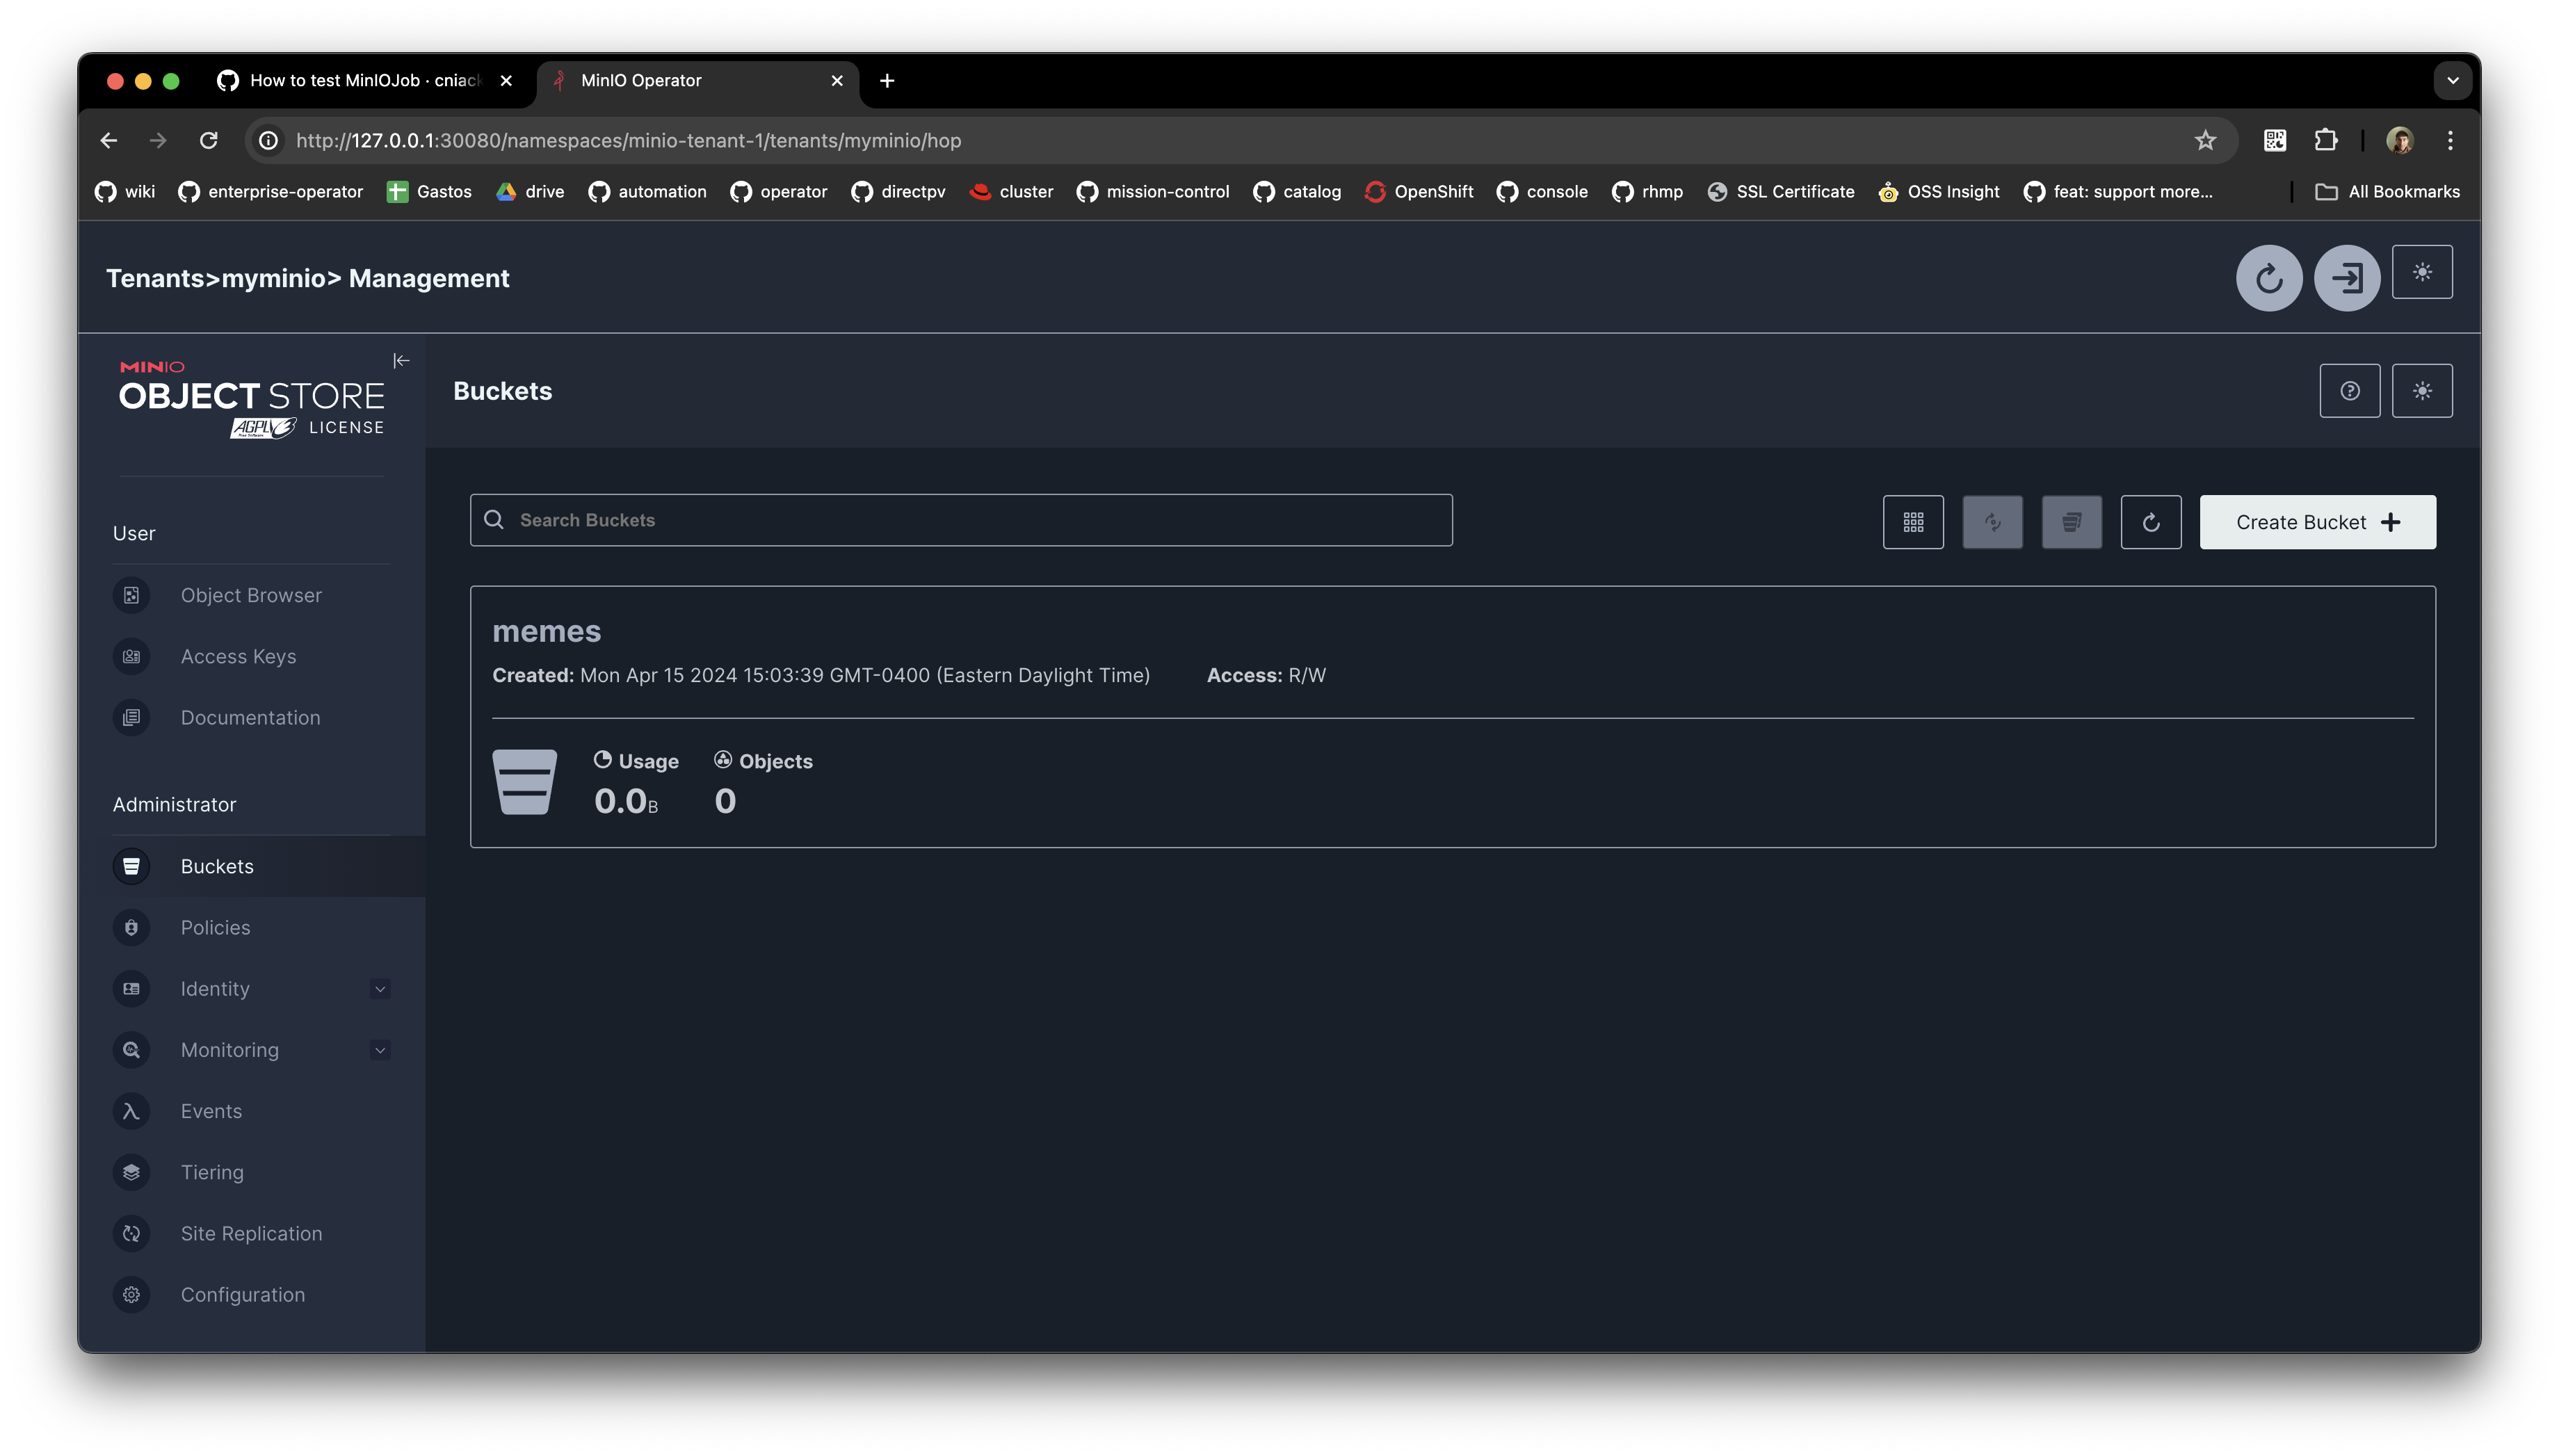 How to test MinIOJob · cniack
MinIO Operator
http://127.0.0.1:30080/namespaces/minio-tenant-1/tenants/myminio/hop
wiki
enterprise-operator
Gastos
drive
automation
operator
directpv
cluster
mission-control
catalog
OpenShift
console
rhmp
SSL Certificate
OSS Insight
feat: support more...
All Bookmarks
Tenants>myminio> Management
MINIO
OBJECT STORE
AGPL LICENSE
Buckets
User
Search Buckets
Create Bucket
Object Browser
Access Keys
Documentation
memes
Created: Mon Apr 15 2024 15:03:39 GMT-0400 (Eastern Daylight Time)
Access: R/W
Usage
Objects
0.0B
0
Administrator
Buckets
Policies
Identity
Monitoring
Events
Tiering
Site Replication
Configuration